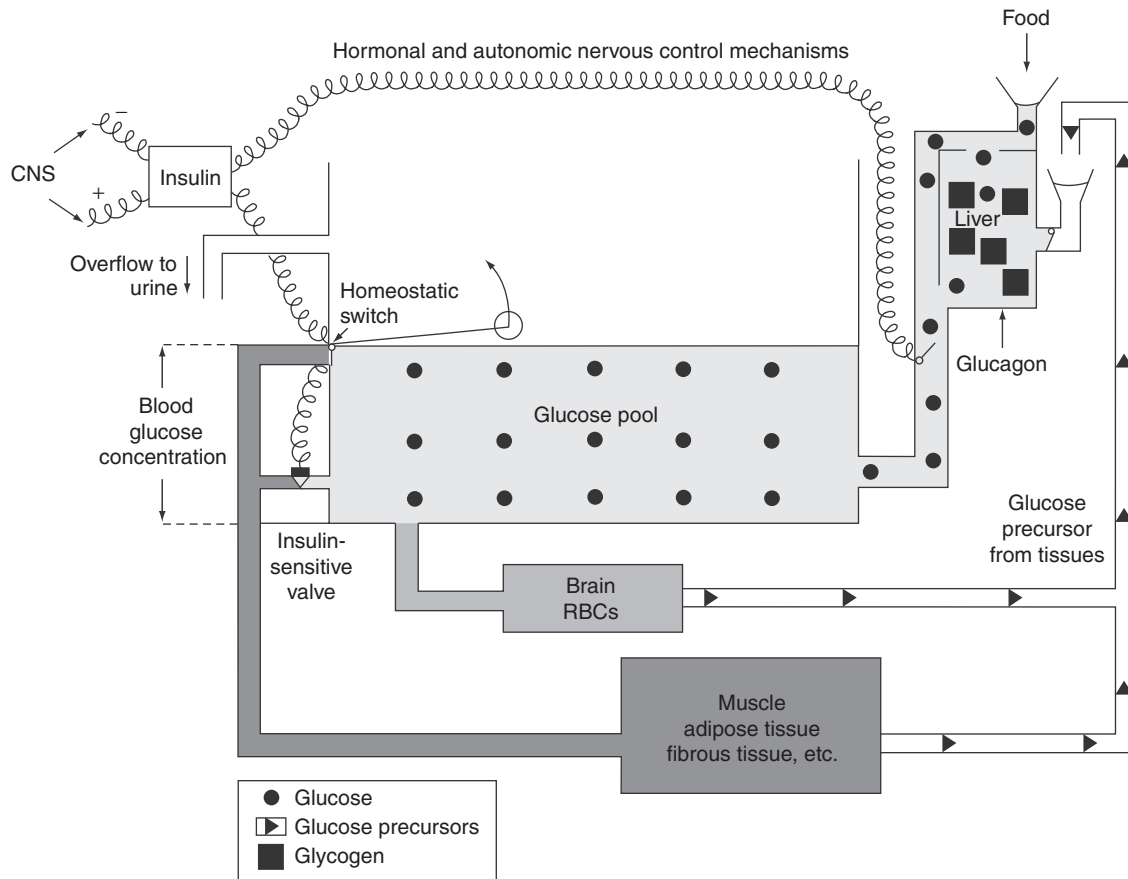 Food
Hormonal and autonomic nervous control mechanisms
−
CNS
Insulin
+
Liver
Overflow to
urine
Homeostatic
switch
Glucagon
Blood
glucose
concentration
Glucose pool
Insulin-
sensitive
valve
Glucose
precursor
from tissues
Brain
RBCs
Muscle
adipose tissue
fibrous tissue, etc.
Glucose
Glucose precursors
Glycogen